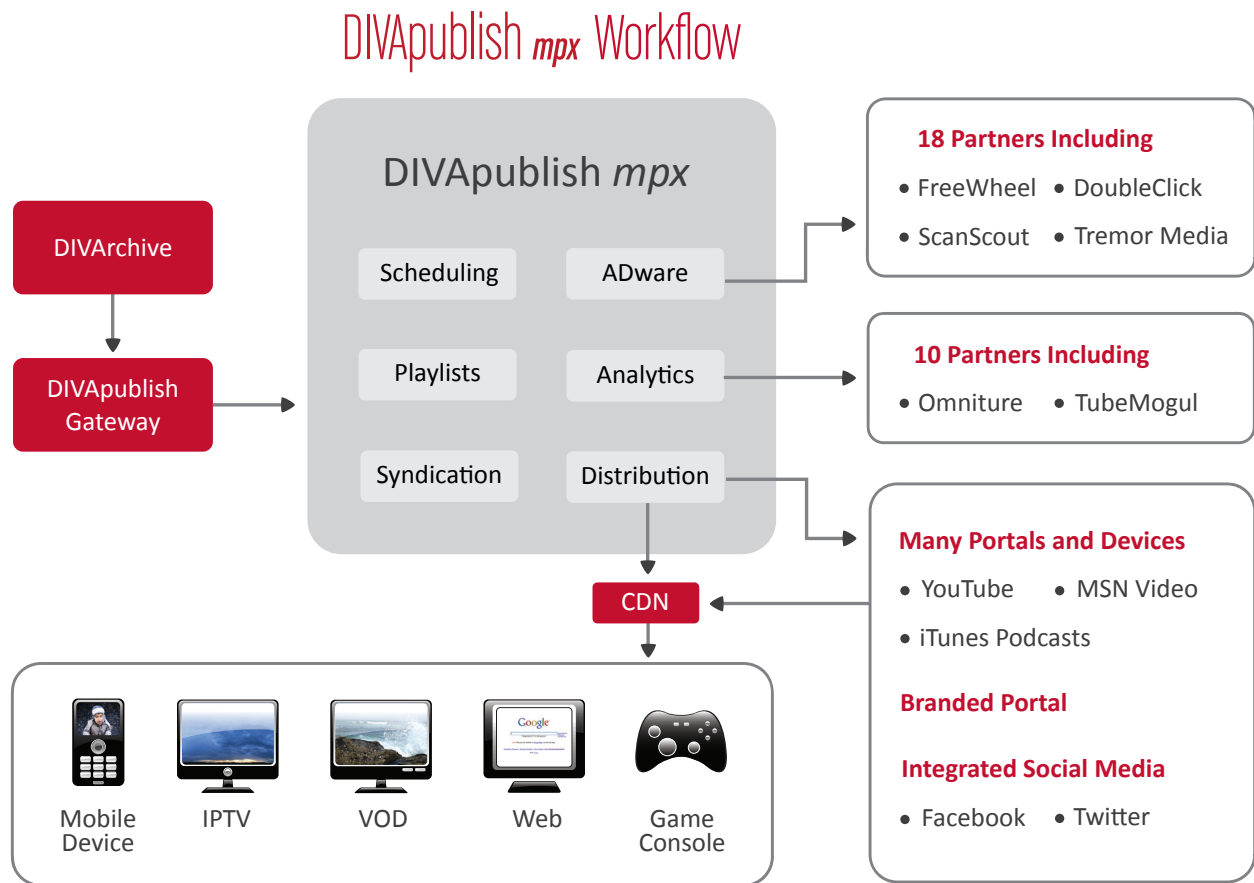 DIVApublish mpx Workflow
DIVArchive
DIVApublish
Gateway
DIVApublish mpx
Scheduling
ADware
Playlists
Analytics
Syndication
Distribution
18 Partners Including
• FreeWheel • DoubleClick
• ScanScout • Tremor Media
10 Partners Including
• Omniture • TubeMogul
Many Portals and Devices
• YouTube • MSN Video
• iTunes Podcasts
Branded Portal
Integrated Social Media
• Facebook • Twitter
CDN
Google
Mobile
Device
IPTV
VOD
Web
Game
Console